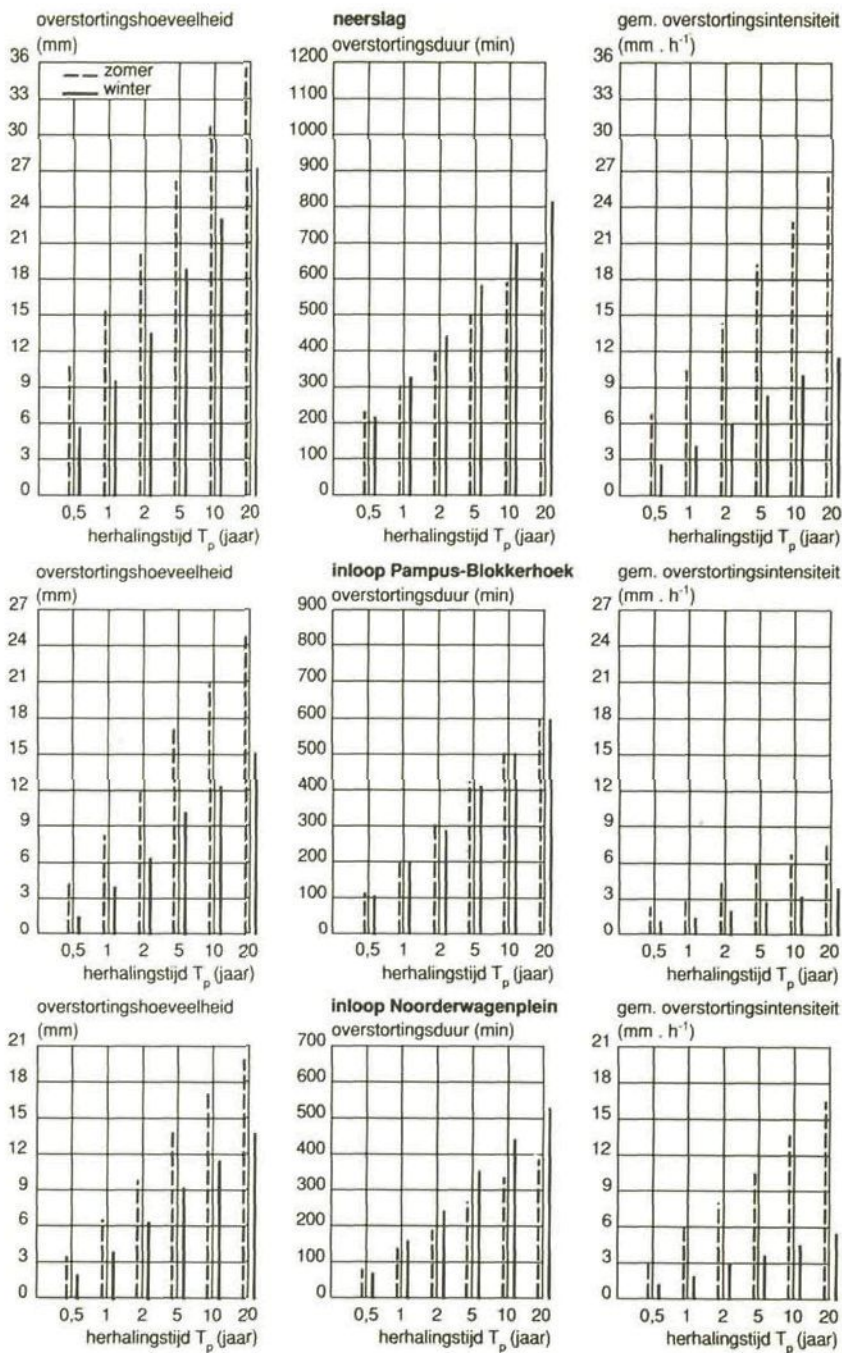 neerslag
overstortingshoeveelheid
(mm)
36
33
30
27
24
21
18
15
12
9
6
3
0
zomer
winter
0,5 1 2 5 10 20
herhalingstijd Tp (jaar)
overstortingsduur (min)
1200
1100
1000
900
800
700
600
500
400
300
200
100
0
0,5 1 2 5 10 20
herhalingstijd Tp (jaar)
gem. overstortingsintensiteit
(mm . h-1)
36
33
30
27
24
21
18
15
12
9
6
3
0
0,5 1 2 5 10 20
herhalingstijd Tp (jaar)
inloop Pampus-Blokkerhoek
overstortingshoeveelheid
(mm)
27
24
21
18
15
12
9
6
3
0
0,5 1 2 5 10 20
herhalingstijd Tp (jaar)
overstortingsduur (min)
900
800
700
600
500
400
300
200
100
0
0,5 1 2 5 10 20
herhalingstijd Tp (jaar)
gem. overstortingsintensiteit
(mm . h-1)
27
24
21
18
15
12
9
6
3
0
0,5 1 2 5 10 20
herhalingstijd Tp (jaar)
inloop Noorderwagenplein
overstortingshoeveelheid
(mm)
21
18
15
12
9
6
3
0
0,5 1 2 5 10 20
herhalingstijd Tp (jaar)
overstortingsduur (min)
700
600
500
400
300
200
100
0
0,5 1 2 5 10 20
herhalingstijd Tp (jaar)
gem. overstortingsintensiteit
(mm . h-1)
21
18
15
12
9
6
3
0
0,5 1 2 5 10 20
herhalingstijd Tp (jaar)